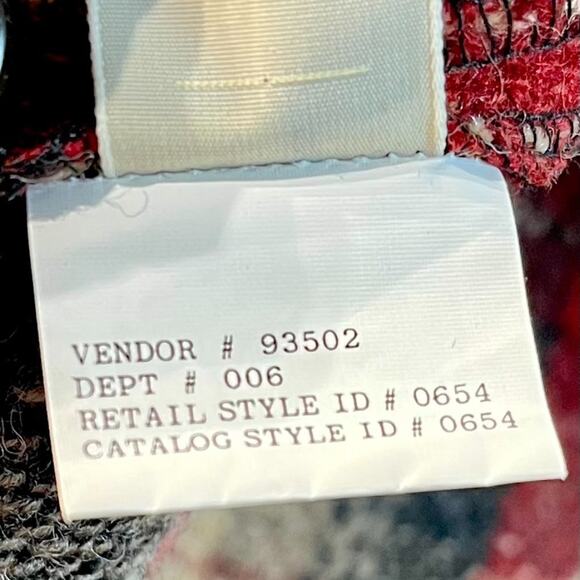 VENDOR # 93502
DEPT # 006
RETAIL STYLE ID # 0654
CATALOG STYLE ID # 0654